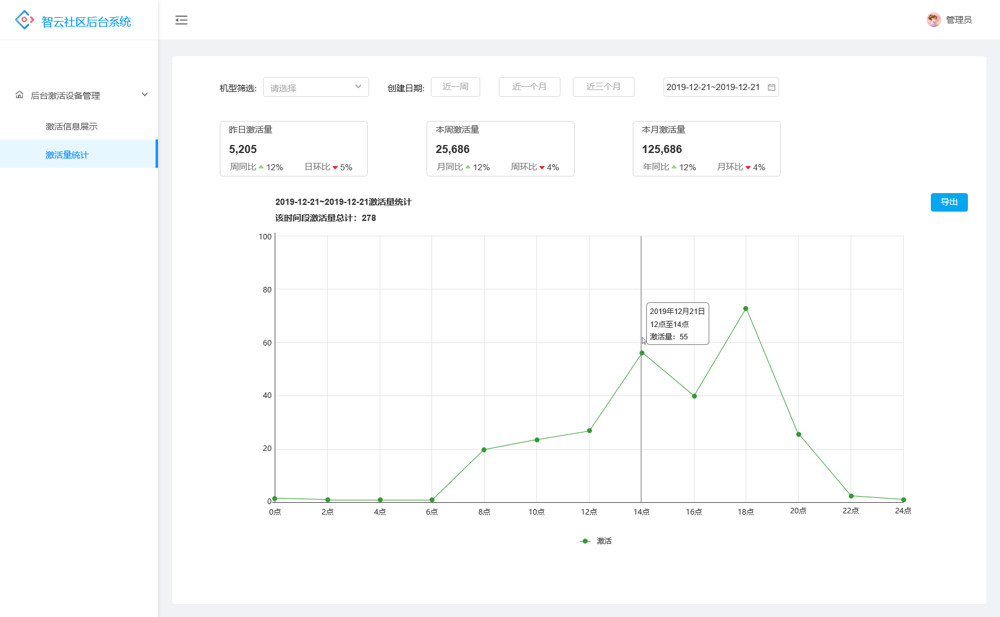 智云社区后台系统
管理员
后台激活设备管理
激活信息展示
激活量统计
机型筛选: 请选择 创建日期: 近一周 近一个月 近三个月 2019-12-21~2019-12-21
昨日激活量
5,205
周同比 12% 日环比 5%
本周激活量
25,686
月同比 12% 周环比 4%
本月激活量
125,686
年同比 12% 月环比 4%
2019-12-21~2019-12-21激活量统计
导出
该时间段激活量总计：278
100
80
60
40
20
0
2019年12月21日
12点至14点
激活量：55
0点 2点 4点 6点 8点 10点 12点 14点 16点 18点 20点 22点 24点
激活